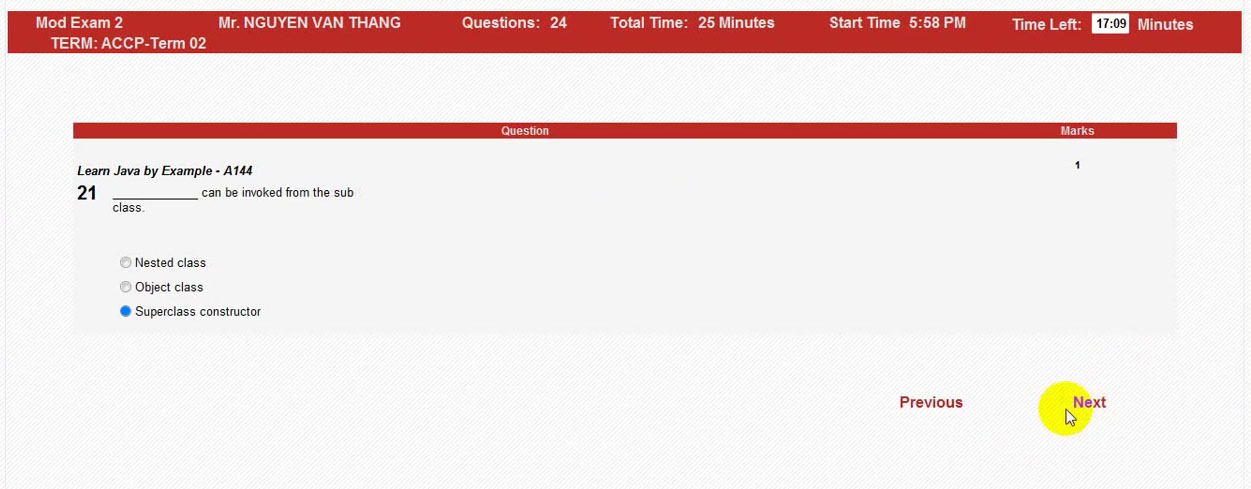 Mod Exam 2 Mr. NGUYEN VAN THANG Questions: 24 Total Time: 25 Minutes Start Time 5:58 PM Time Left: 17:09 Minutes
TERM: ACCP-Term 02
Question Marks
Learn Java by Example - A144 1
21 _____________ can be invoked from the sub
class.
Nested class
Object class
Superclass constructor
Previous Next